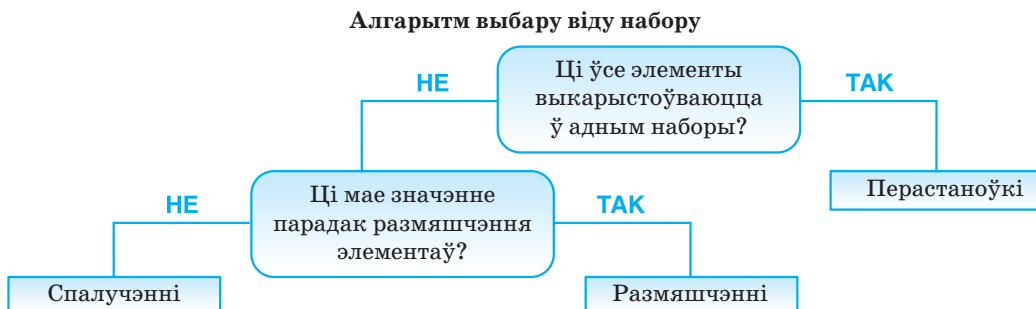 Алгарытм выбару віду набору
НЕ
Ці ўсе элементы
выкарыстоўваюцца
ў адным наборы?
ТАК
НЕ
Ці мае значэнне
парадак размяшчэння
элементаў?
ТАК
Перастаноўкі
Спалучэнні
Размяшчэнні